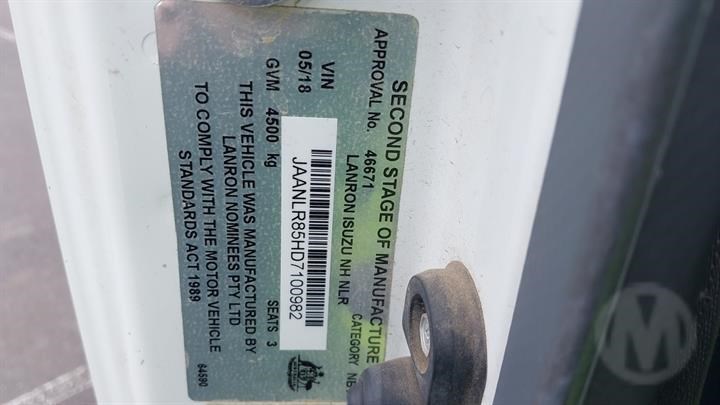 SECOND STAGE OF MANUFACTURE
APPROVAL No. 46671 CATEGORY NB
LANRON ISUZU NH NLR
VIN JAANLR85HD7100982
05/18
GVM 4500 kg SEATS 3
THIS VEHICLE WAS MANUFACTURED BY
LANRON NOMINEES PTY LTD
TO COMPLY WITH THE MOTOR VEHICLE
STANDARDS ACT 1989
64590
M